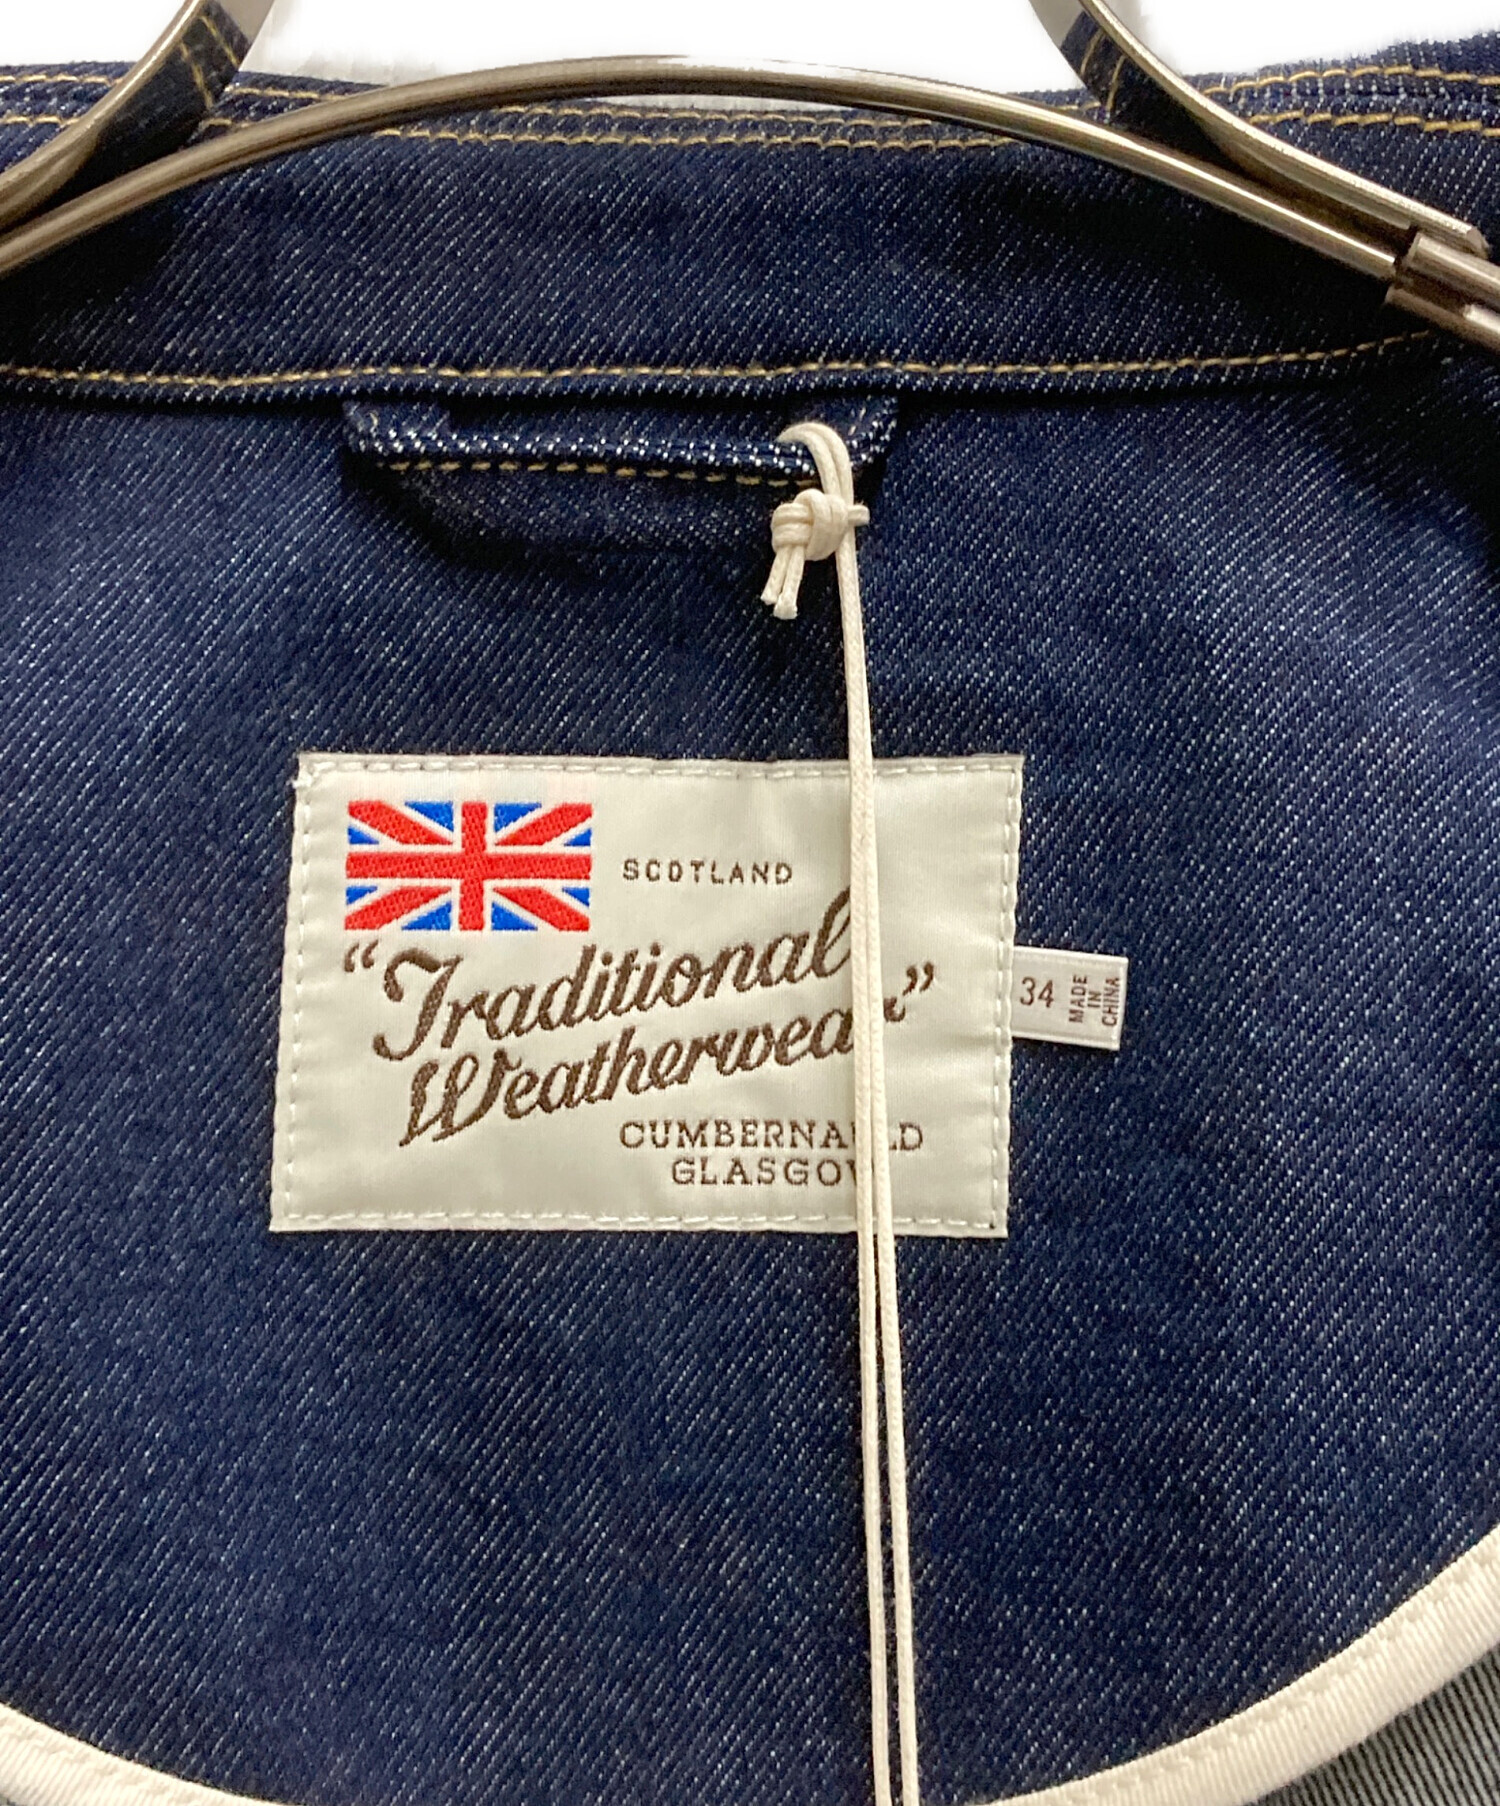 SCOTLAND
"Traditional
Weatherwear"
CUMBERNAULD
GLASGOW
34
MADE
IN
CHINA